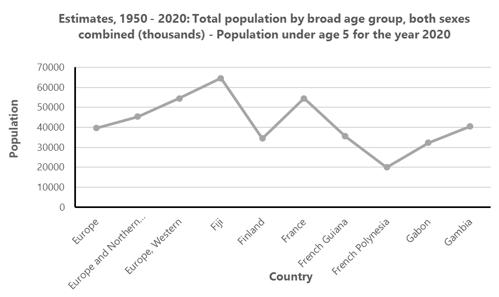 Estimates, 1950 - 2020: Total population by broad age group, both sexes
combined (thousands) - Population under age 5 for the year 2020
Population
70000
60000
50000
40000
30000
20000
10000
0
Europe
Europe and Northern...
Europe, Western
Fiji
Finland
France
French Guiana
French Polynesia
Gabon
Gambia
Country